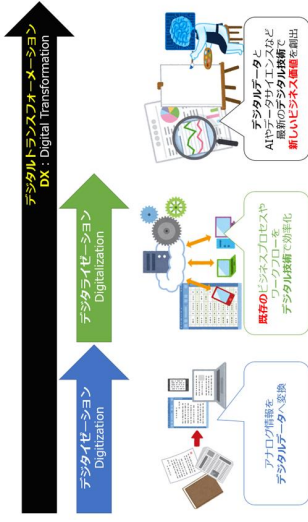 デジタルトランスフォーメーション
DX：Digital Transformation
デジタライゼーション
Digitalization
デジタイゼーション
Digitization
アナログ情報を
デジタルデータへ変換
既存のビジネスプロセスや
ワークフローを
デジタル技術で効率化
デジタルデータと
AIやデータサイエンスなど
最新のデジタル技術で
新しいビジネス価値を創出